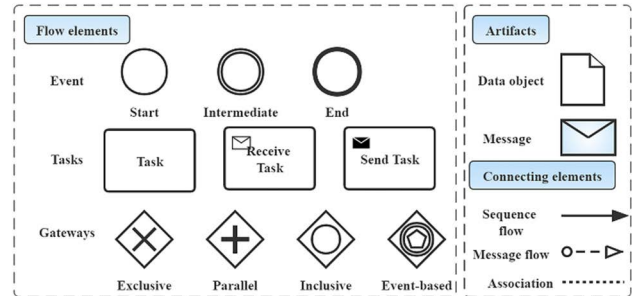 Flow elements
Event
Start
Intermediate
End
Tasks
Task
Receive
Task
Send Task
Gateways
Exclusive
Parallel
Inclusive
Event-based
Artifacts
Data object
Message
Connecting elements
Sequence
flow
Message flow
Association